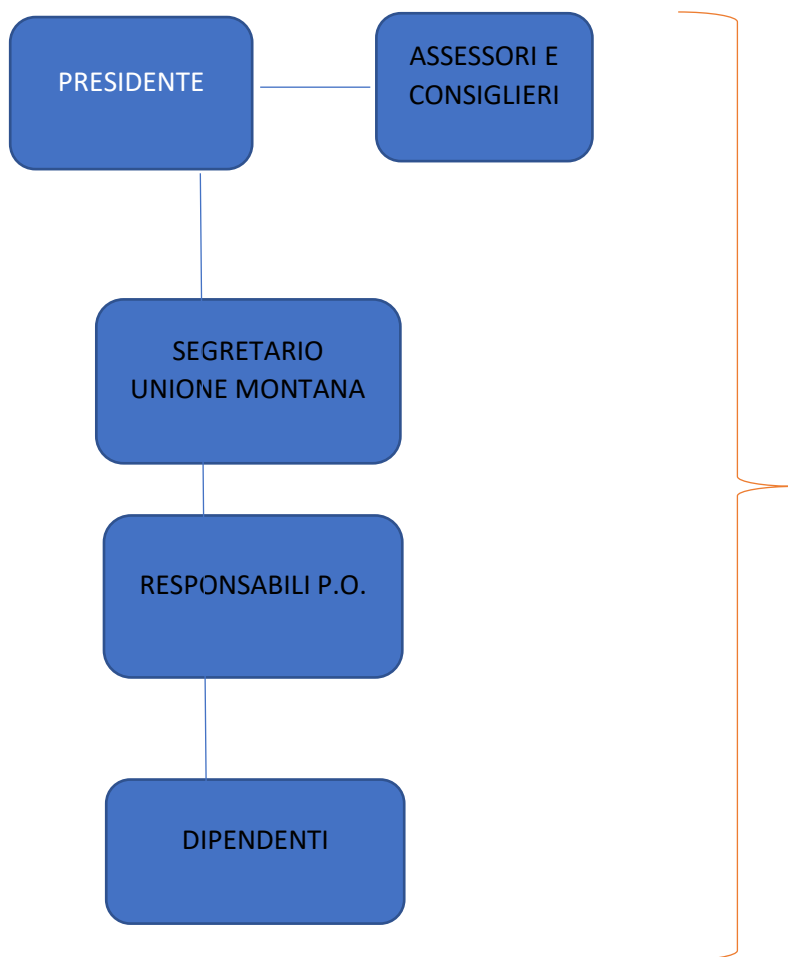 PRESIDENTE
ASSESSORI E
CONSIGLIERI
SEGRETARIO
UNIONE MONTANA
RESPONSABILI P.O.
DIPENDENTI